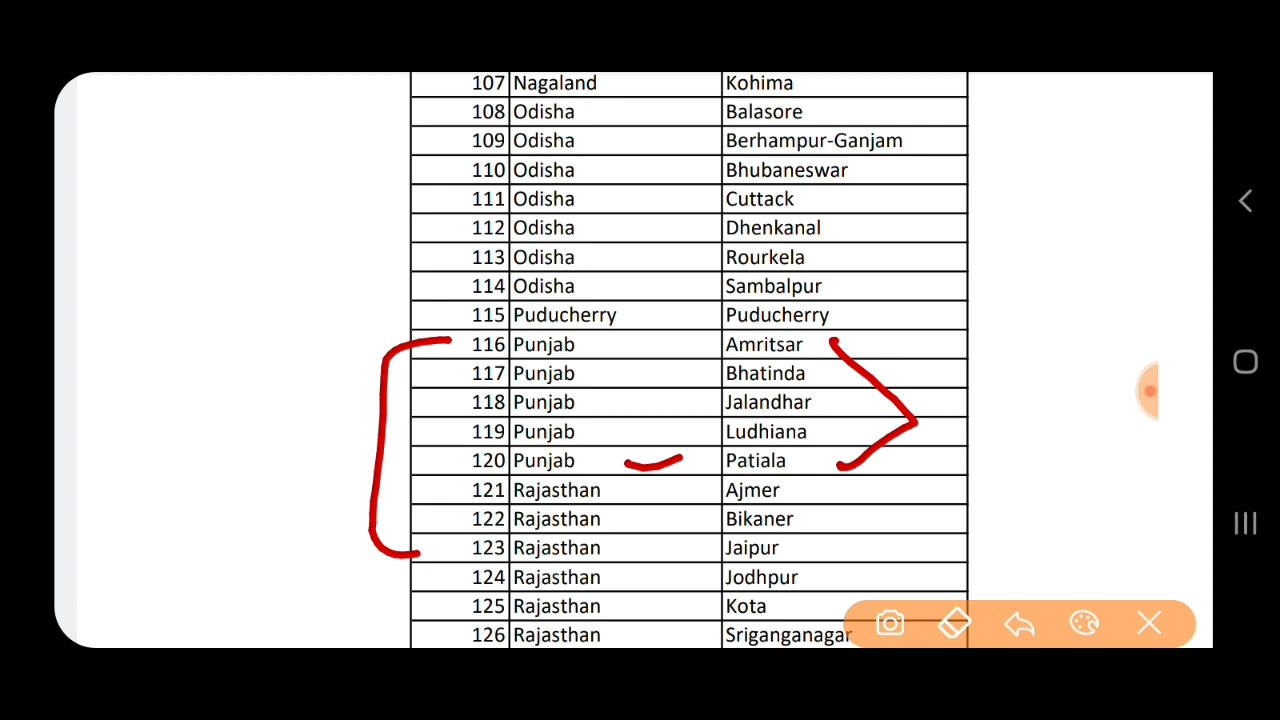 107 Nagaland Kohima
108 Odisha Balasore
109 Odisha Berhampur-Ganjam
110 Odisha Bhubaneswar
111 Odisha Cuttack
112 Odisha Dhenkanal
113 Odisha Rourkela
114 Odisha Sambalpur
115 Puducherry Puducherry
116 Punjab Amritsar
117 Punjab Bhatinda
118 Punjab Jalandhar
119 Punjab Ludhiana
120 Punjab Patiala
121 Rajasthan Ajmer
122 Rajasthan Bikaner
123 Rajasthan Jaipur
124 Rajasthan Jodhpur
125 Rajasthan Kota
126 Rajasthan Sriganganagar